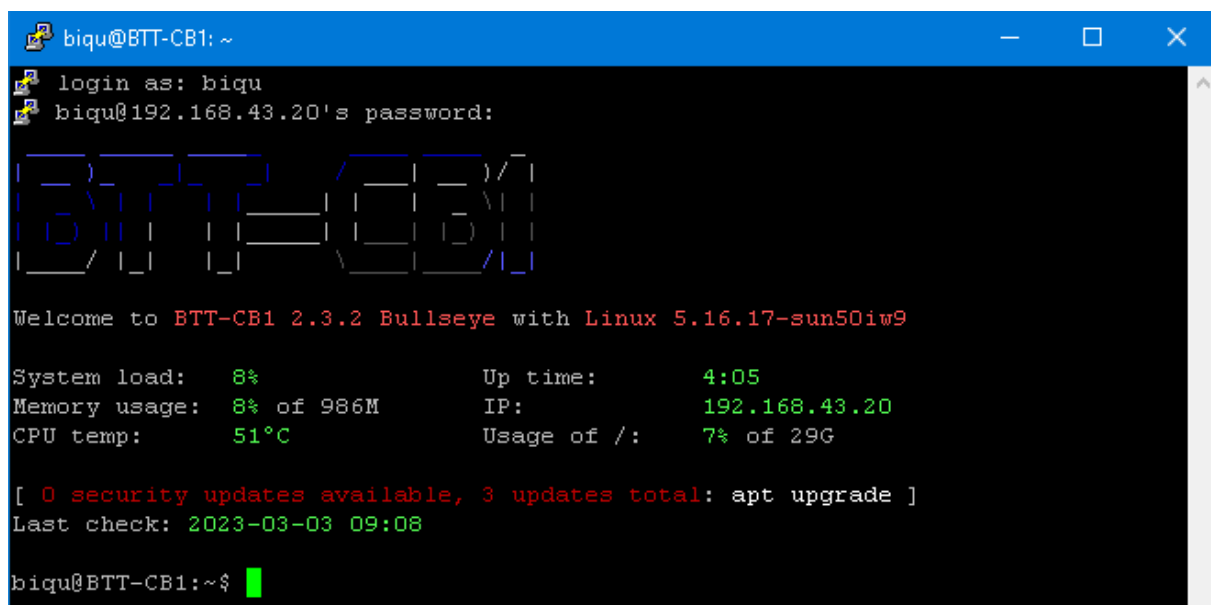 biqu@BTT-CB1: ~
login as: biqu
biqu@192.168.43.20's password:
BTT-CB1
Welcome to BTT-CB1 2.3.2 Bullseye with Linux 5.16.17-sun50iw9
System load: 8% Up time: 4:05
Memory usage: 8% of 986M IP: 192.168.43.20
CPU temp: 51°C Usage of /: 7% of 29G
[ 0 security updates available, 3 updates total: apt upgrade ]
Last check: 2023-03-03 09:08
biqu@BTT-CB1:~$